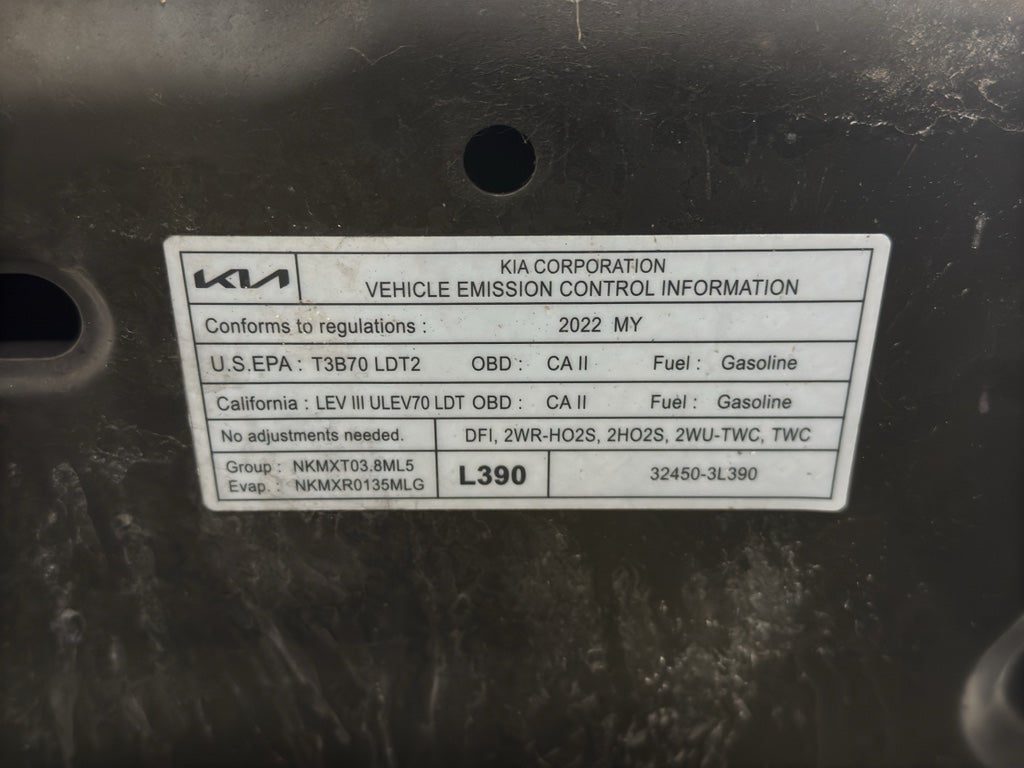 KIA
KIA CORPORATION
VEHICLE EMISSION CONTROL INFORMATION
Conforms to regulations : 2022 MY
U.S.EPA : T3B70 LDT2 OBD : CA II Fuel : Gasoline
California : LEV III ULEV70 LDT OBD : CA II Fuel : Gasoline
No adjustments needed. DFI, 2WR-HO2S, 2HO2S, 2WU-TWC, TWC
Group : NKMXT03.8ML5
Evap. : NKMXR0135MLG
L390
32450-3L390